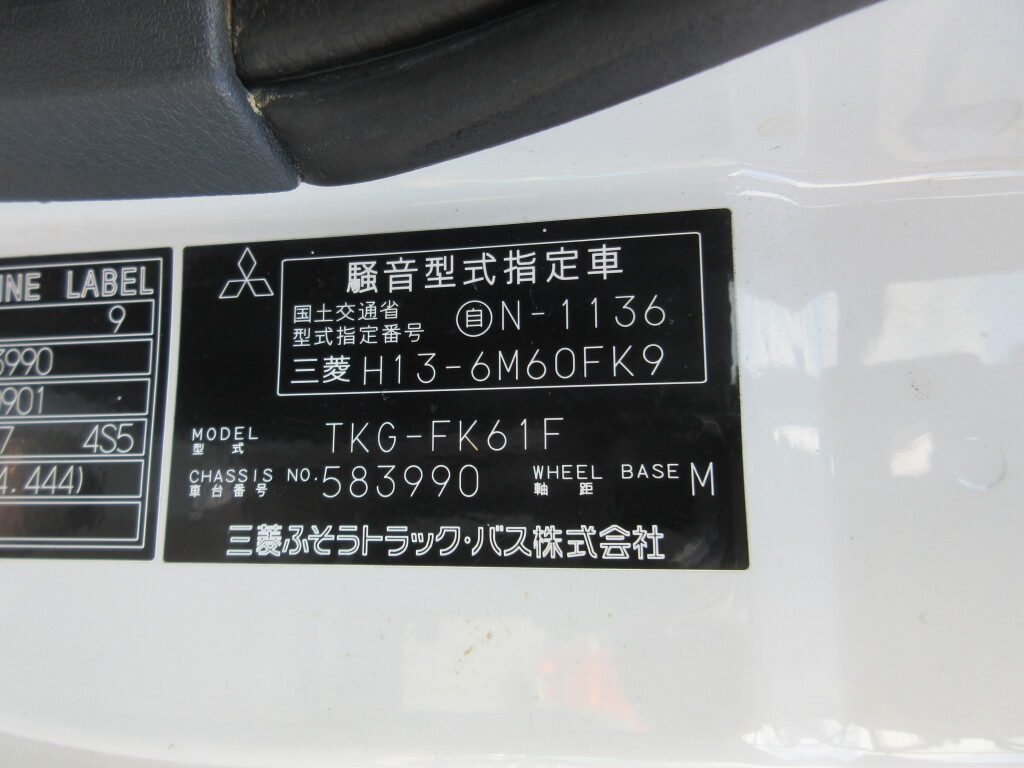 INE LABEL
9
3990
0901
7 4S5
4.444)
騒音型式指定車
国土交通省
型式指定番号 自N-1136
三菱 H13-6M60FK9
MODEL
型式 TKG-FK61F
CHASSIS NO. 583990 WHEEL BASE M
車台番号 軸距
三菱ふそうトラック・バス株式会社